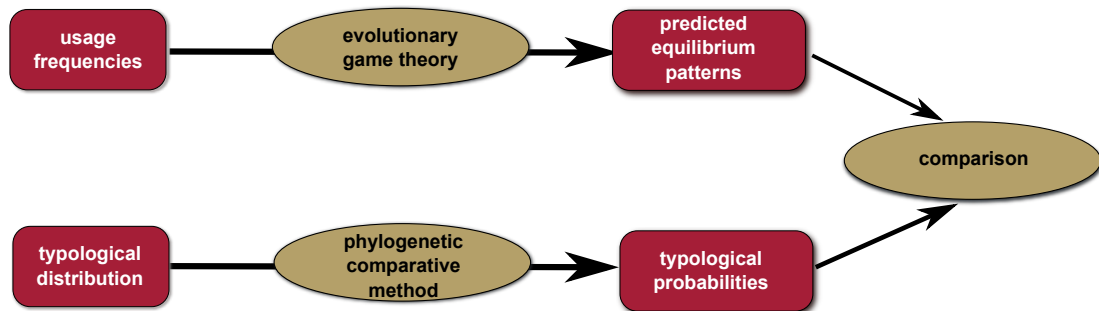 usage
frequencies
evolutionary
game theory
predicted
equilibrium
patterns
comparison
typological
distribution
phylogenetic
comparative
method
typological
probabilities